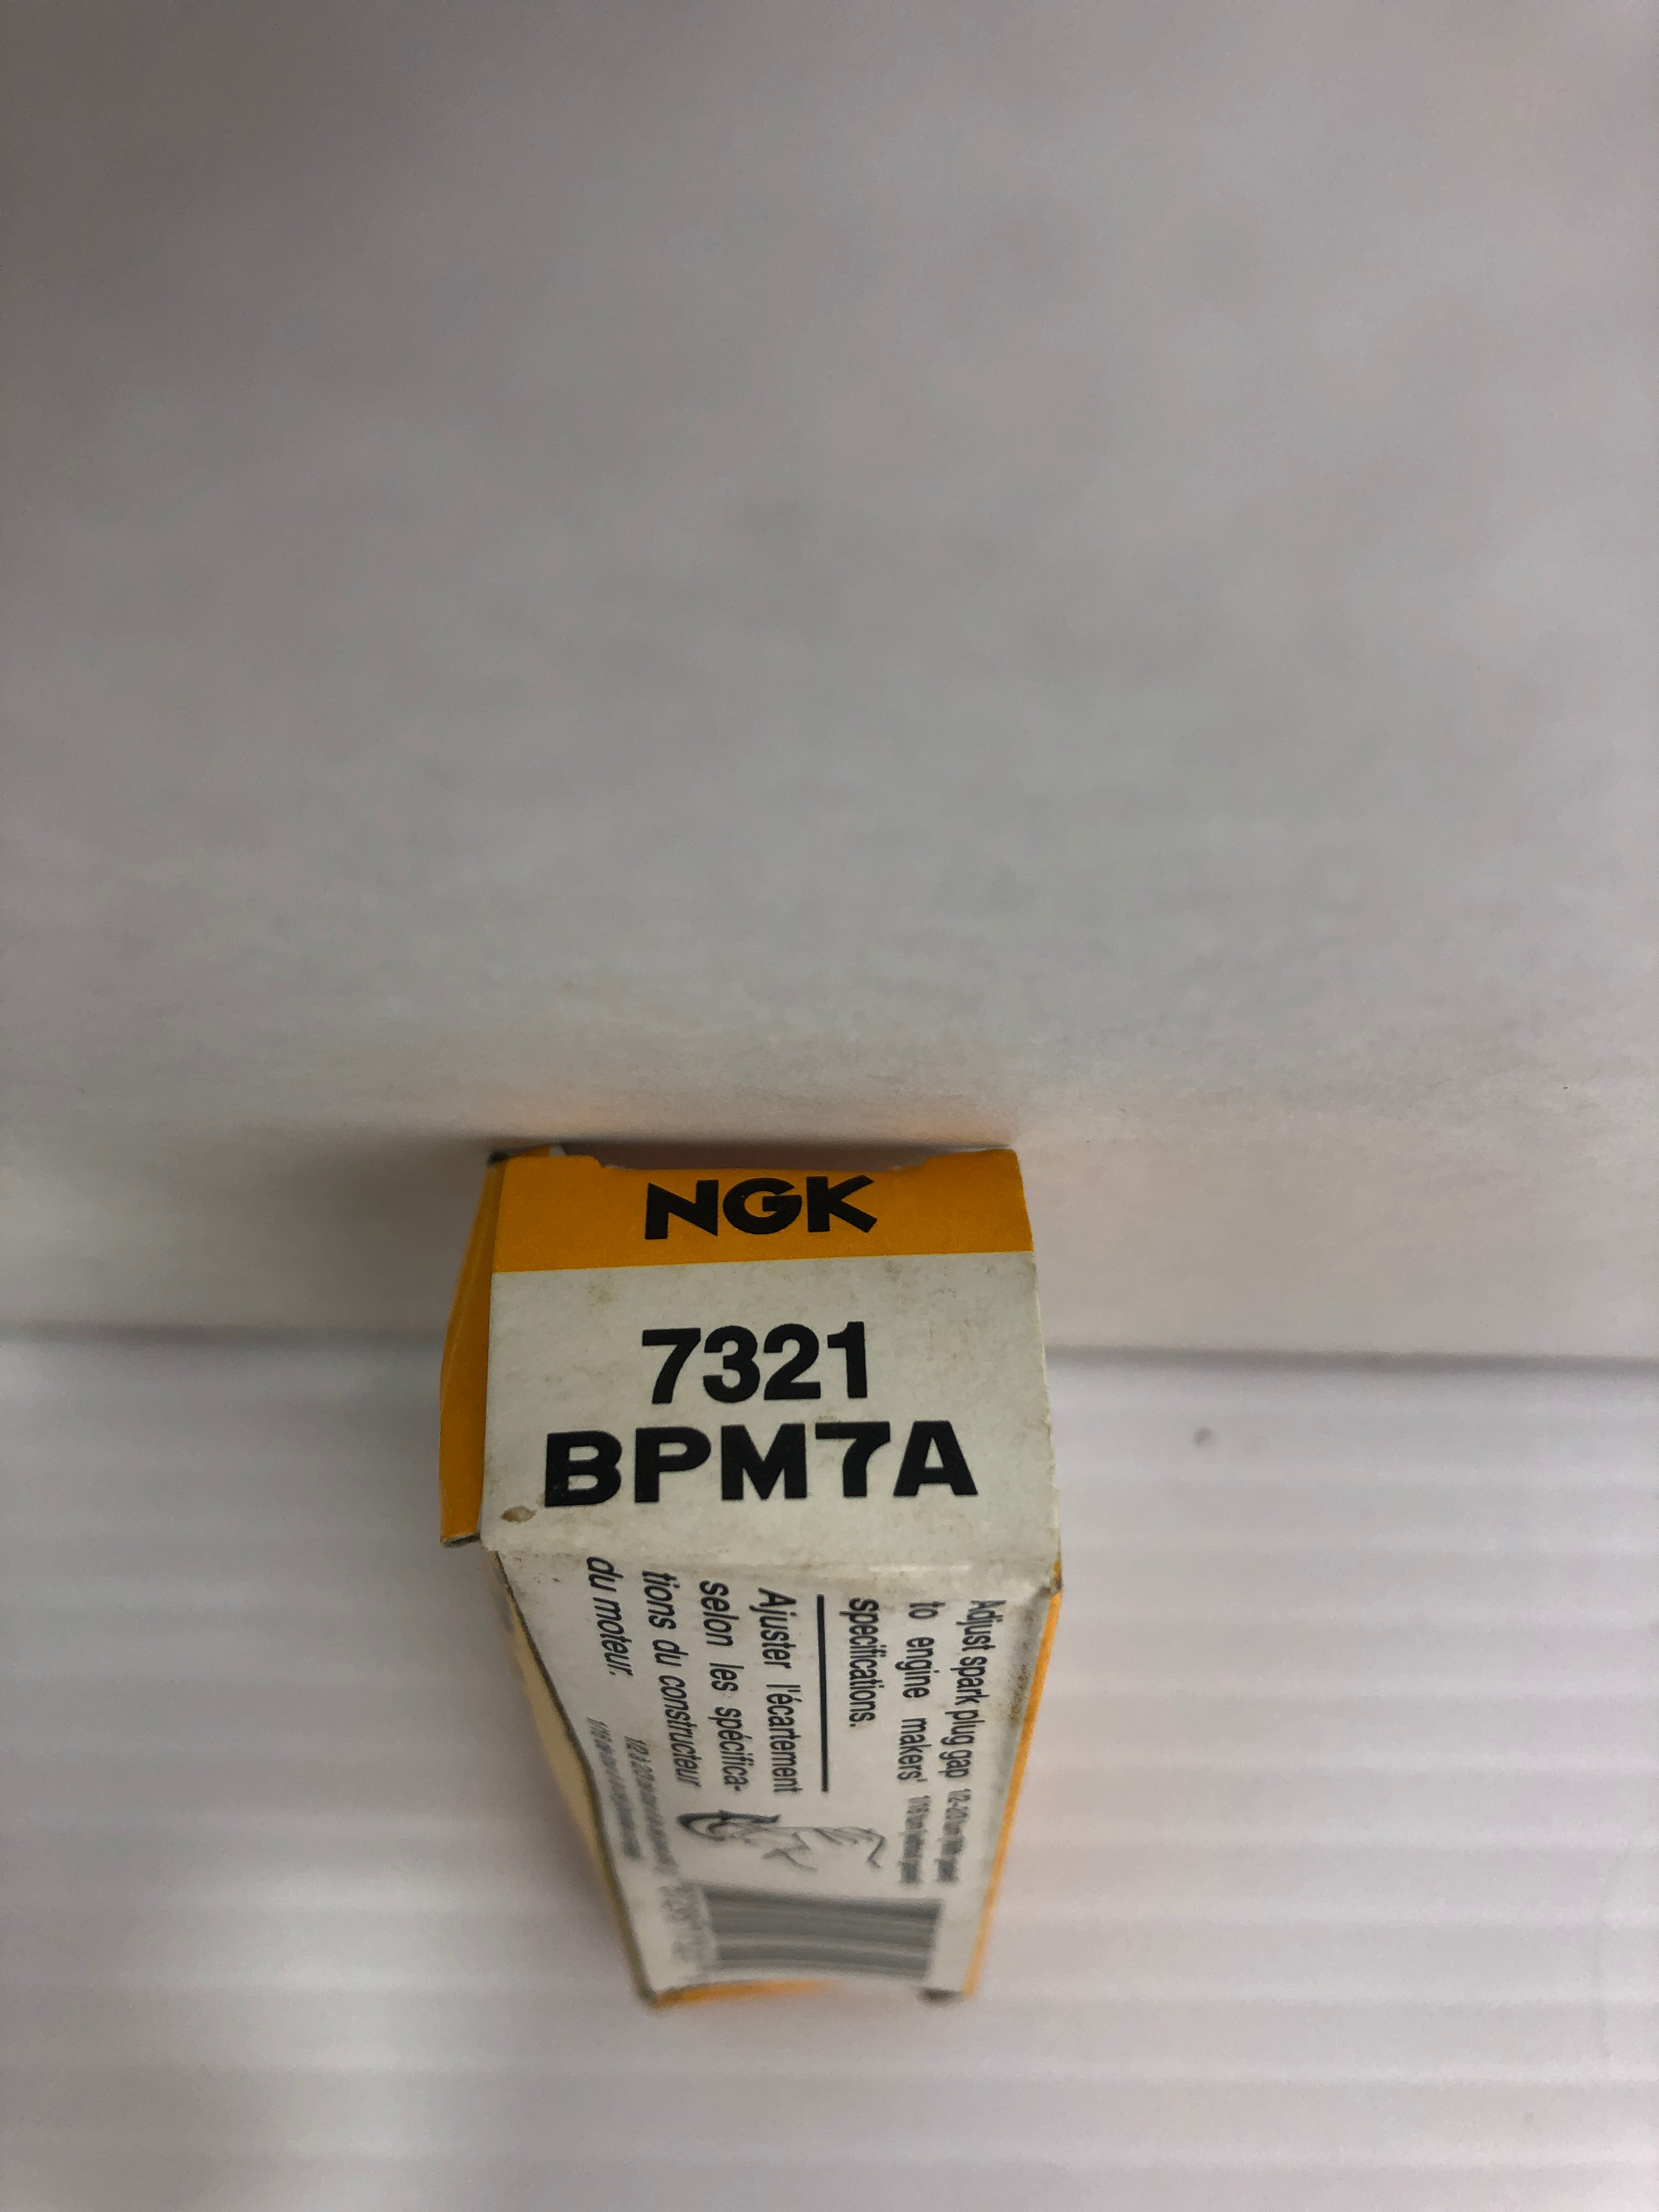 NGK
7321
BPM7A
Adjust spark plug gap
to engine makers'
specifications.
Ajuster l'écartement
selon les spécifica-
tions du constructeur
du moteur.